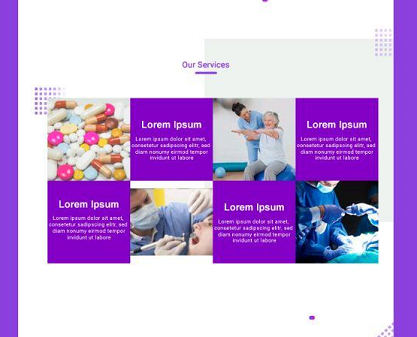 Our Services
Lorem Ipsum
Lorem ipsum dolor sit amet,
consetetur sadipscing elitr, sed
diam nonumy eirmod tempor
invidunt ut labore
Lorem Ipsum
Lorem ipsum dolor sit amet,
consetetur sadipscing elitr, sed
diam nonumy eirmod tempor
invidunt ut labore
Lorem Ipsum
Lorem ipsum dolor sit amet,
consetetur sadipscing elitr, sed
diam nonumy eirmod tempor
invidunt ut labore
Lorem Ipsum
Lorem ipsum dolor sit amet,
consetetur sadipscing elitr, sed
diam nonumy eirmod tempor
invidunt ut labore